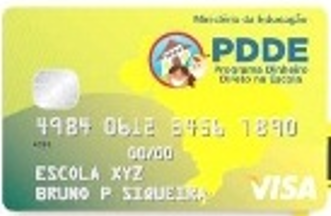 Ministério da Educação
PDDE
Programa Dinheiro
Direto na Escola
4984 0612 3456 1890
00/00
ESCOLA XYZ
BRUNO P SIQUEIRA
VISA